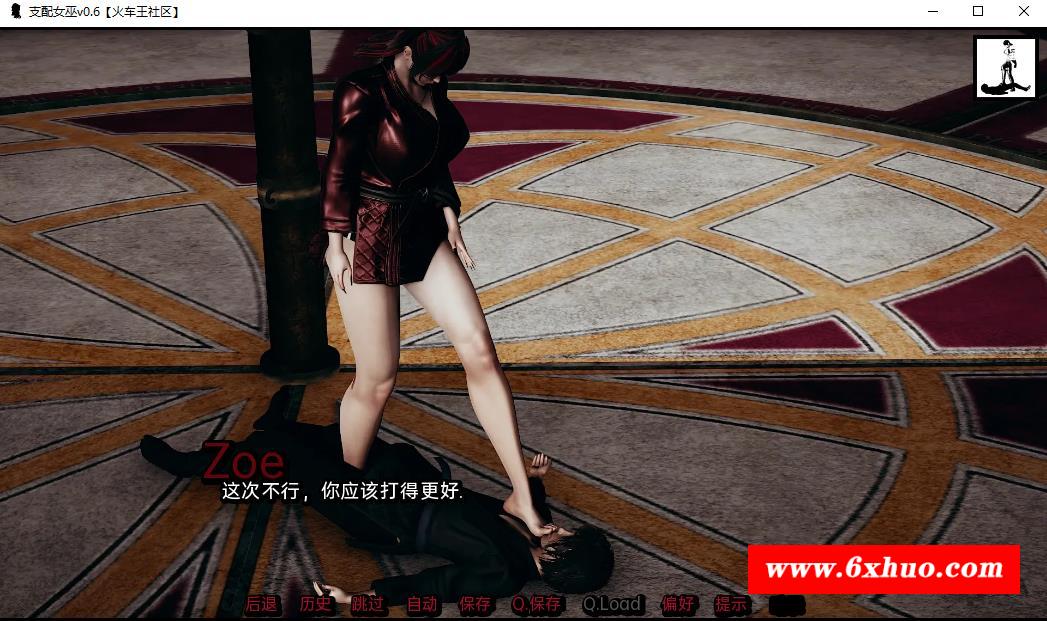 支配女巫v0.6【火车王社区】
Zoe
这次不行，你应该打得更好.
www.6xhuo.com
后退 历史 跳过 自动 保存 Q.保存 Q.Load 偏好 提示